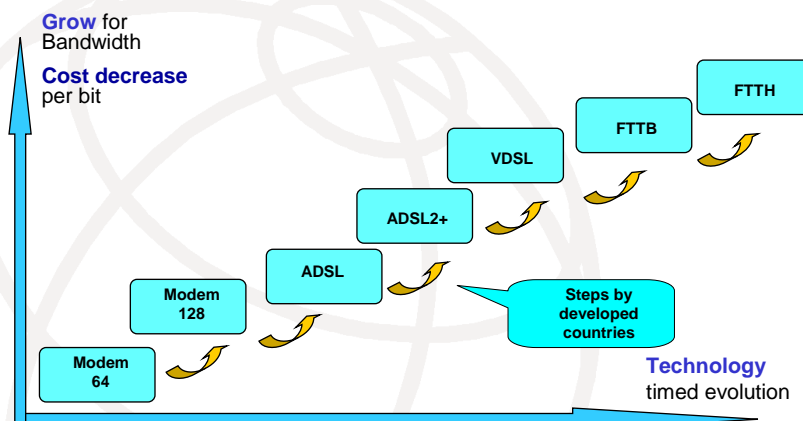 Grow for
Bandwidth
Cost decrease
per bit
FTTH
FTTB
VDSL
ADSL2+
ADSL
Modem
128
Modem
64
Steps by
developed
countries
Technology
timed evolution